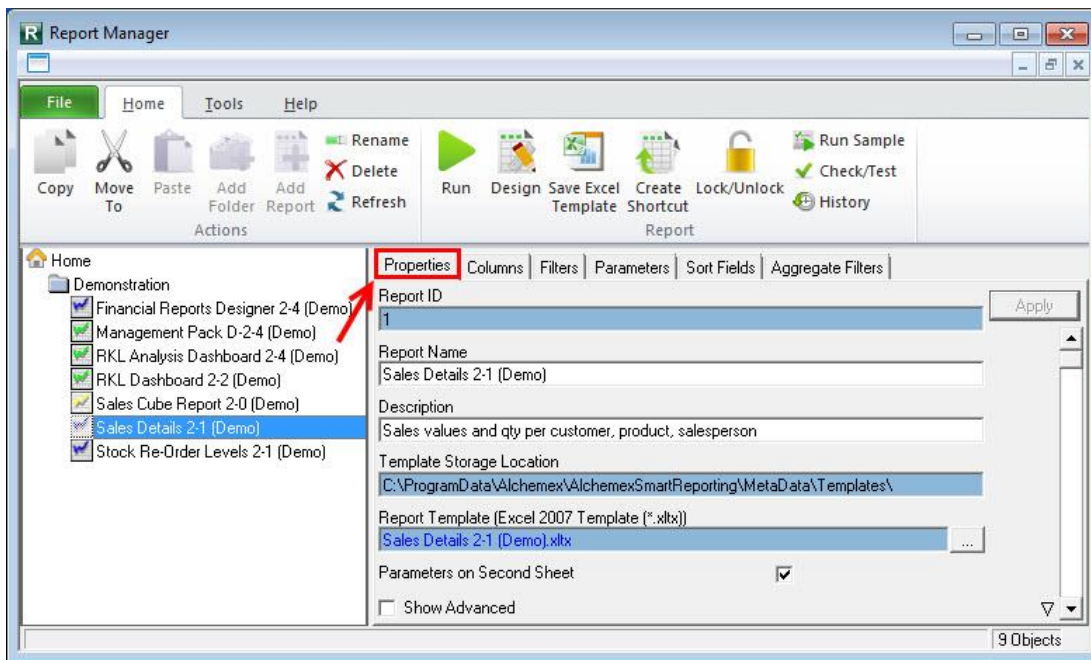 R Report Manager
File Home Tools Help
Copy
Move To
Paste
Add Folder
Add Report
Rename
Delete
Refresh
Actions
Run
Design
Save Excel Template
Create Shortcut
Lock/Unlock
Run Sample
Check/Test
History
Report
Home
Demonstration
Financial Reports Designer 2-4 (Demo)
Management Pack D-2-4 (Demo)
RKL Analysis Dashboard 2-4 (Demo)
RKL Dashboard 2-2 (Demo)
Sales Cube Report 2-0 (Demo)
Sales Details 2-1 (Demo)
Stock Re-Order Levels 2-1 (Demo)
Properties Columns Filters Parameters Sort Fields Aggregate Filters
Report ID
1
Apply
Report Name
Sales Details 2-1 (Demo)
Description
Sales values and qty per customer, product, salesperson
Template Storage Location
C:\ProgramData\Alchemex\AlchemexSmartReporting\MetaData\Templates\
Report Template (Excel 2007 Template (*.xltx))
Sales Details 2-1 (Demo).xltx
...
Parameters on Second Sheet
Show Advanced
9 Objects